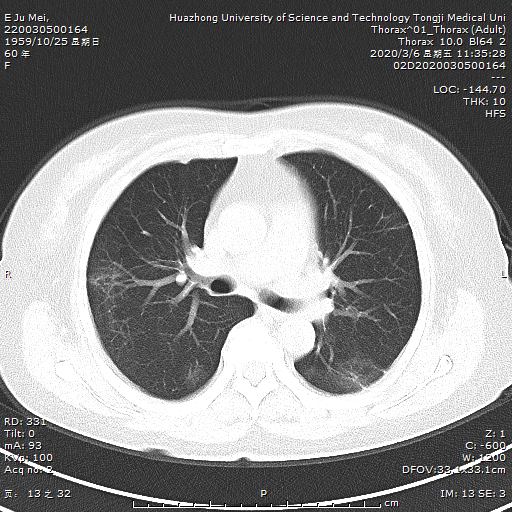 E Ju Mei,
220030500164
1959/10/25 星期日
60 年
F
Huazhong University of Science and Technology Tongji Medical Uni
Thorax^01_Thorax (Adult)
Thorax 10.0 Bl64 2
2020/3/6 星期五 11:35:28
02D2020030500164
---
LOC: -144.70
THK: 10
HFS
R
L
RD: 331
Tilt: 0
mA: 93
KVp: 100
Acq no: 2
页: 13 之 32
P
cm
Z: 1
C: -600
W: 1200
DFOV:33.1x33.1cm
IM: 13 SE: 3